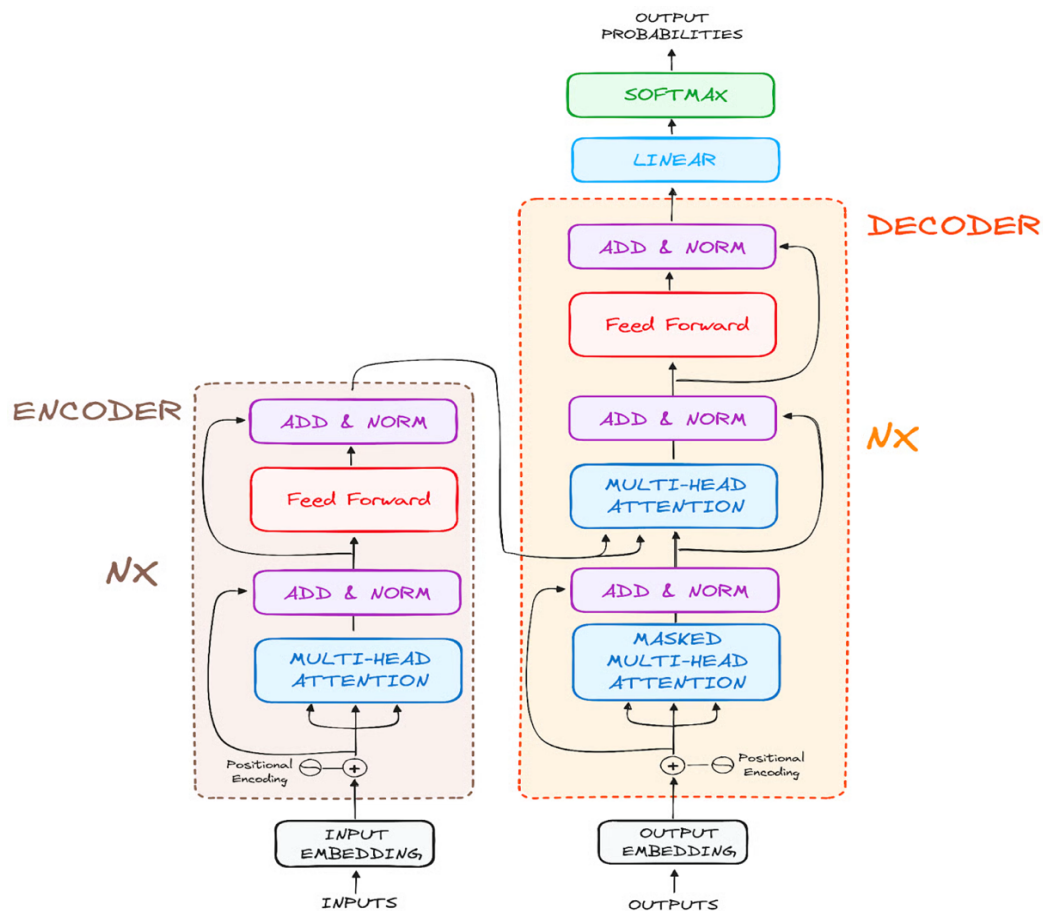 OUTPUT
PROBABILITIES
SOFTMAX
LINEAR
DECODER
ADD & NORM
Feed Forward
ADD & NORM
NX
MULTI-HEAD
ATTENTION
ADD & NORM
MASKED
MULTI-HEAD
ATTENTION
Positional
Encoding
OUTPUT
EMBEDDING
OUTPUTS
ENCODER
ADD & NORM
Feed Forward
NX
ADD & NORM
MULTI-HEAD
ATTENTION
Positional
Encoding
INPUT
EMBEDDING
INPUTS